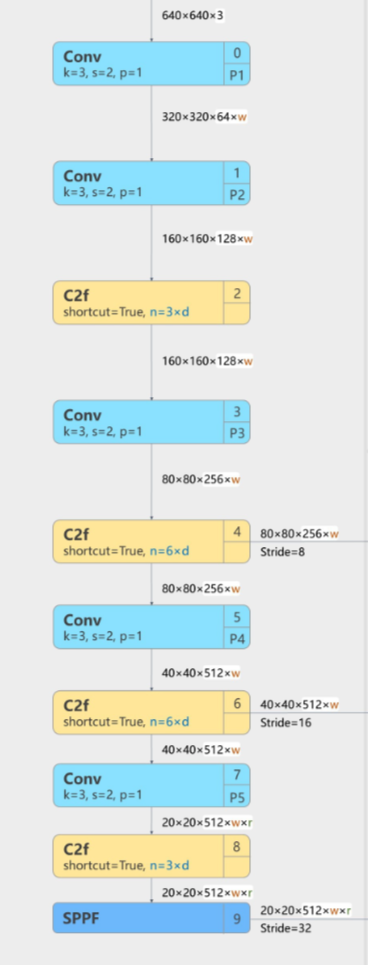 640×640×3
Conv
k=3, s=2, p=1
0
P1
320×320×64×w
Conv
k=3, s=2, p=1
1
P2
160×160×128×w
C2f
shortcut=True, n=3×d
2
160×160×128×w
Conv
k=3, s=2, p=1
3
P3
80×80×256×w
C2f
shortcut=True, n=6×d
4
80×80×256×w
Stride=8
80×80×256×w
Conv
k=3, s=2, p=1
5
P4
40×40×512×w
C2f
shortcut=True, n=6×d
6
40×40×512×w
Stride=16
40×40×512×w
Conv
k=3, s=2, p=1
7
P5
20×20×512×w×r
C2f
shortcut=True, n=3×d
8
20×20×512×w×r
SPPF
9
20×20×512×w×r
Stride=32